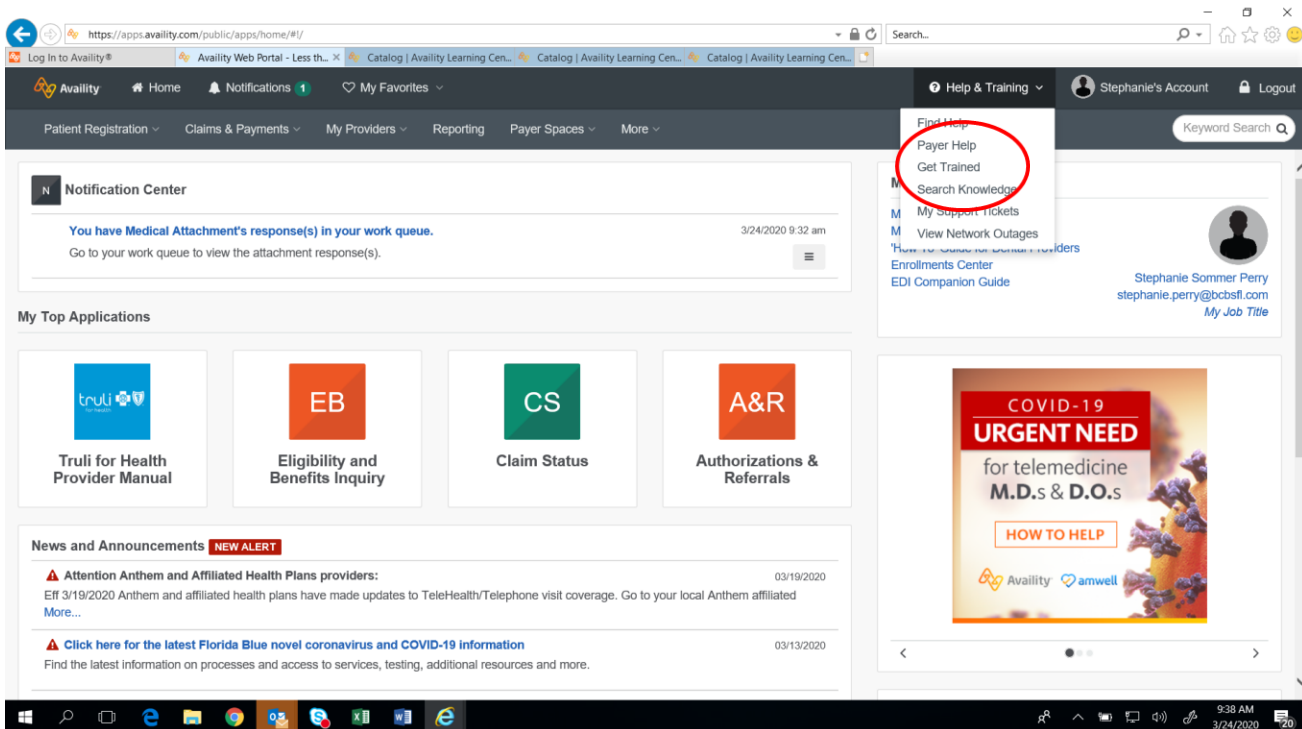 https://apps.availity.com/public/apps/home/#!/
Search...
Log In to Availity®
Availity Web Portal - Less th...
Catalog | Availity Learning Cen...
Catalog | Availity Learning Cen...
Catalog | Availity Learning Cen...
Availity
Home
Notifications 1
My Favorites
Help & Training
Stephanie's Account
Logout
Patient Registration
Claims & Payments
My Providers
Reporting
Payer Spaces
More
Keyword Search
Find Help
Payer Help
Get Trained
Search Knowledge
My Support Tickets
View Network Outages
N Notification Center
You have Medical Attachment's response(s) in your work queue.
3/24/2020 9:32 am
Go to your work queue to view the attachment response(s).
M
M
M
'How To' Guide for Dental Providers
Enrollments Center
EDI Companion Guide
Stephanie Sommer Perry
stephanie.perry@bcbsfl.com
My Job Title
My Top Applications
truli
for health
Truli for Health
Provider Manual
EB
Eligibility and
Benefits Inquiry
CS
Claim Status
A&R
Authorizations &
Referrals
COVID-19
URGENT NEED
for telemedicine
M.D.s & D.O.s
HOW TO HELP
Availity amwell
News and Announcements NEW ALERT
Attention Anthem and Affiliated Health Plans providers:
03/19/2020
Eff 3/19/2020 Anthem and affiliated health plans have made updates to TeleHealth/Telephone visit coverage. Go to your local Anthem affiliated
More...
Click here for the latest Florida Blue novel coronavirus and COVID-19 information
03/13/2020
Find the latest information on processes and access to services, testing, additional resources and more.
9:38 AM
3/24/2020
20